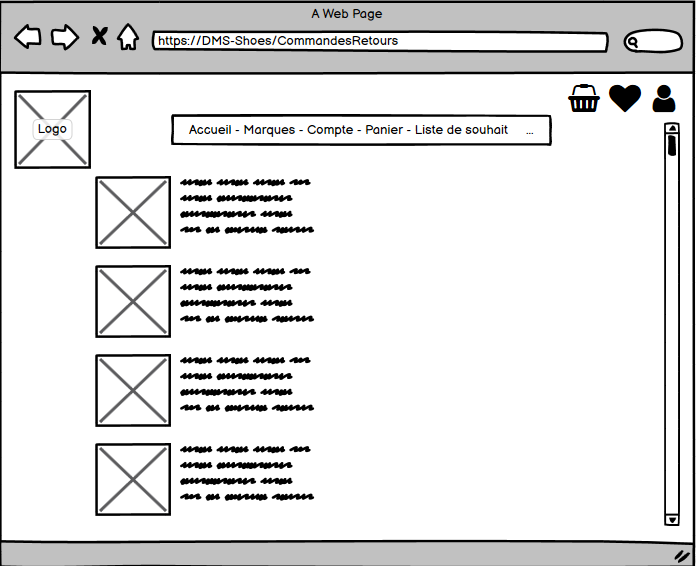 A Web Page
https://DMS-Shoes/CommandesRetours
Logo
Accueil - Marques - Compte - Panier - Liste de souhait ...